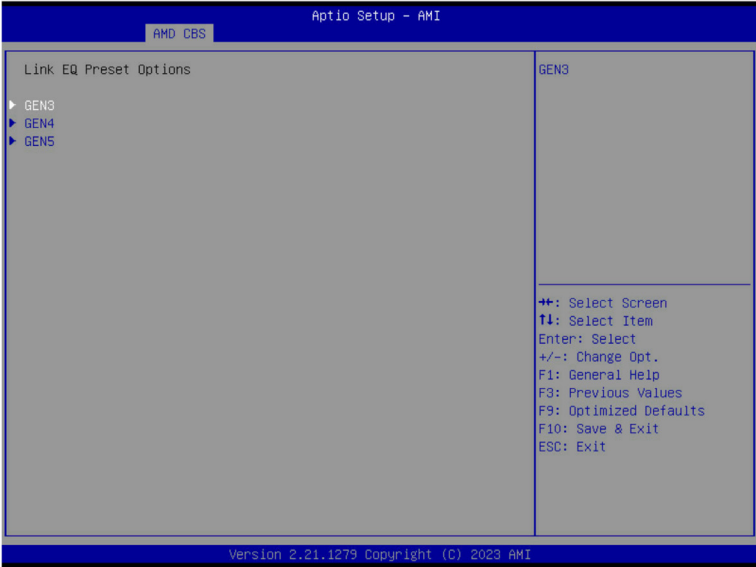 Aptio Setup - AMI
AMD CBS
Link EQ Preset Options
GEN3
GEN4
GEN5
GEN3
→←: Select Screen
↑↓: Select Item
Enter: Select
+/-: Change Opt.
F1: General Help
F3: Previous Values
F9: Optimized Defaults
F10: Save & Exit
ESC: Exit
Version 2.21.1279 Copyright (C) 2023 AMI